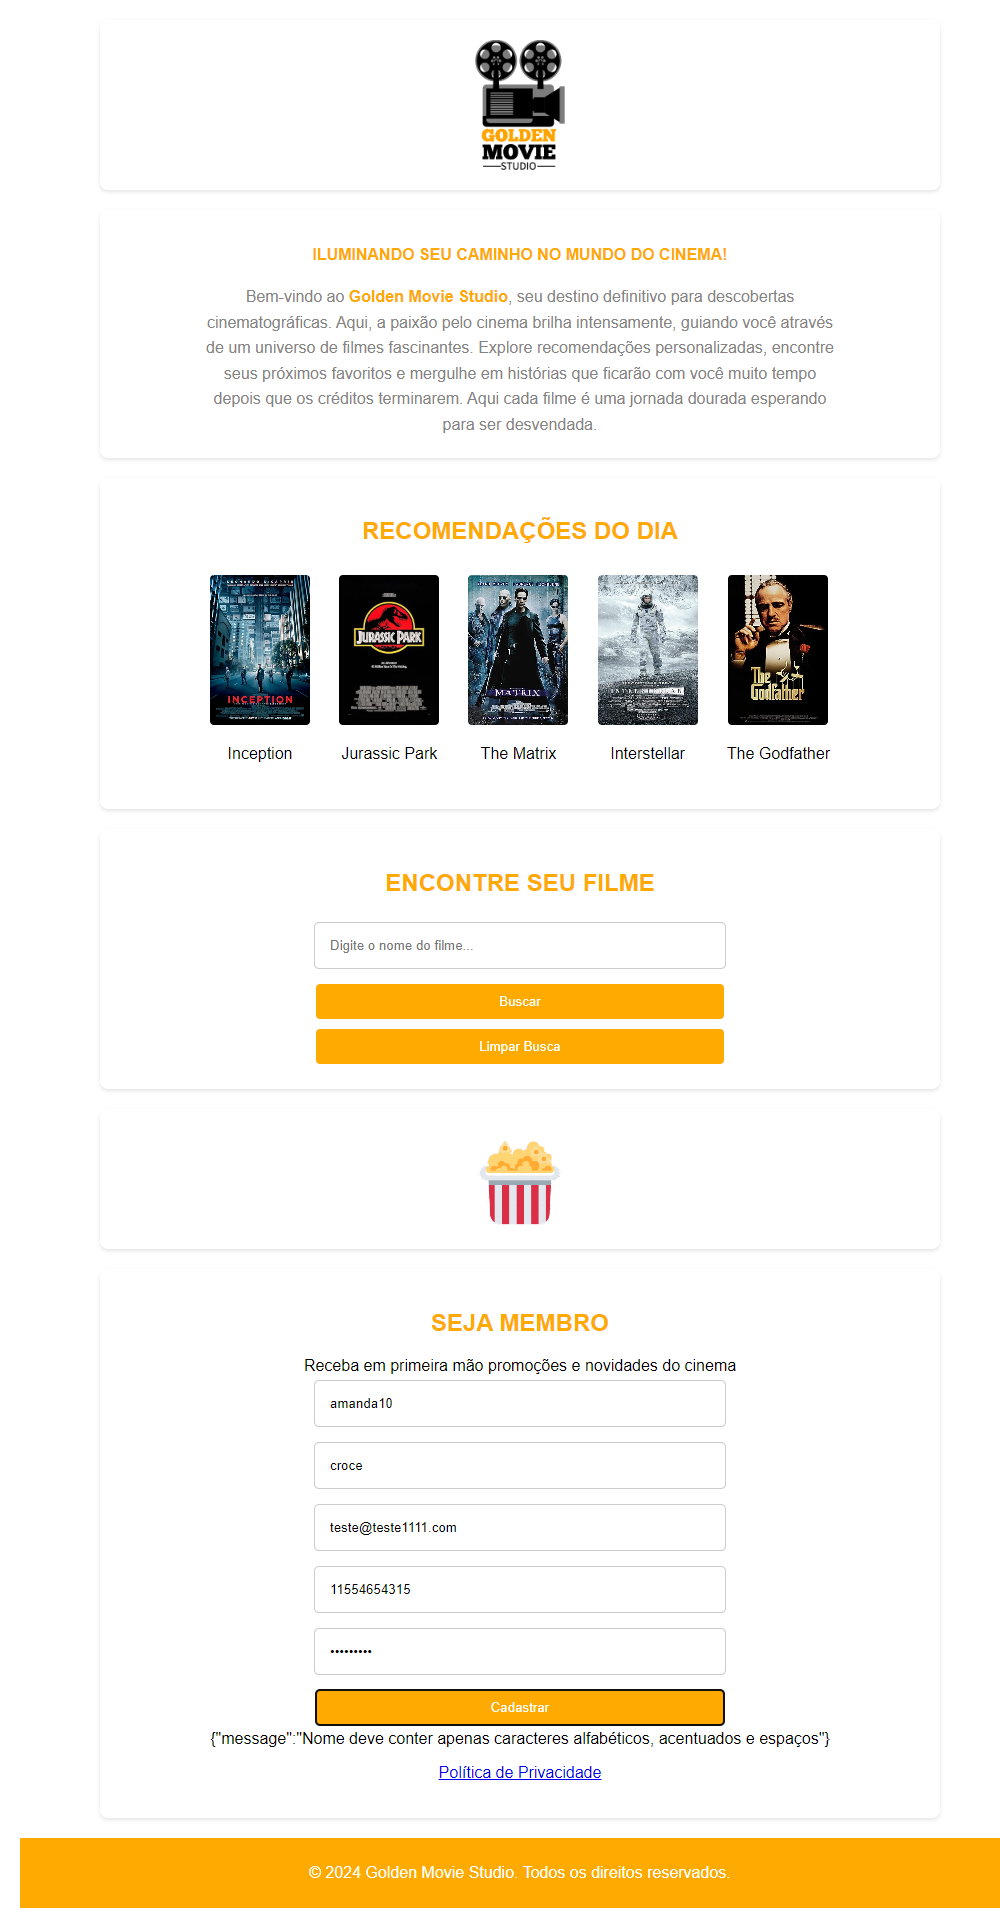 GOLDEN
MOVIE
STUDIO
ILUMINANDO SEU CAMINHO NO MUNDO DO CINEMA!
Bem-vindo ao Golden Movie Studio, seu destino definitivo para descobertas
cinematográficas. Aqui, a paixão pelo cinema brilha intensamente, guiando você através
de um universo de filmes fascinantes. Explore recomendações personalizadas, encontre
seus próximos favoritos e mergulhe em histórias que ficarão com você muito tempo
depois que os créditos terminarem. Aqui cada filme é uma jornada dourada esperando
para ser desvendada.
RECOMENDAÇÕES DO DIA
INCEPTION
JURASSIC PARK
MATRIX
The
Godfather
Inception
Jurassic Park
The Matrix
Interstellar
The Godfather
ENCONTRE SEU FILME
Digite o nome do filme...
Buscar
Limpar Busca
SEJA MEMBRO
Receba em primeira mão promoções e novidades do cinema
amanda10
croce
teste@teste1111.com
11554654315
•••••••••
Cadastrar
{"message":"Nome deve conter apenas caracteres alfabéticos, acentuados e espaços"}
Política de Privacidade
© 2024 Golden Movie Studio. Todos os direitos reservados.